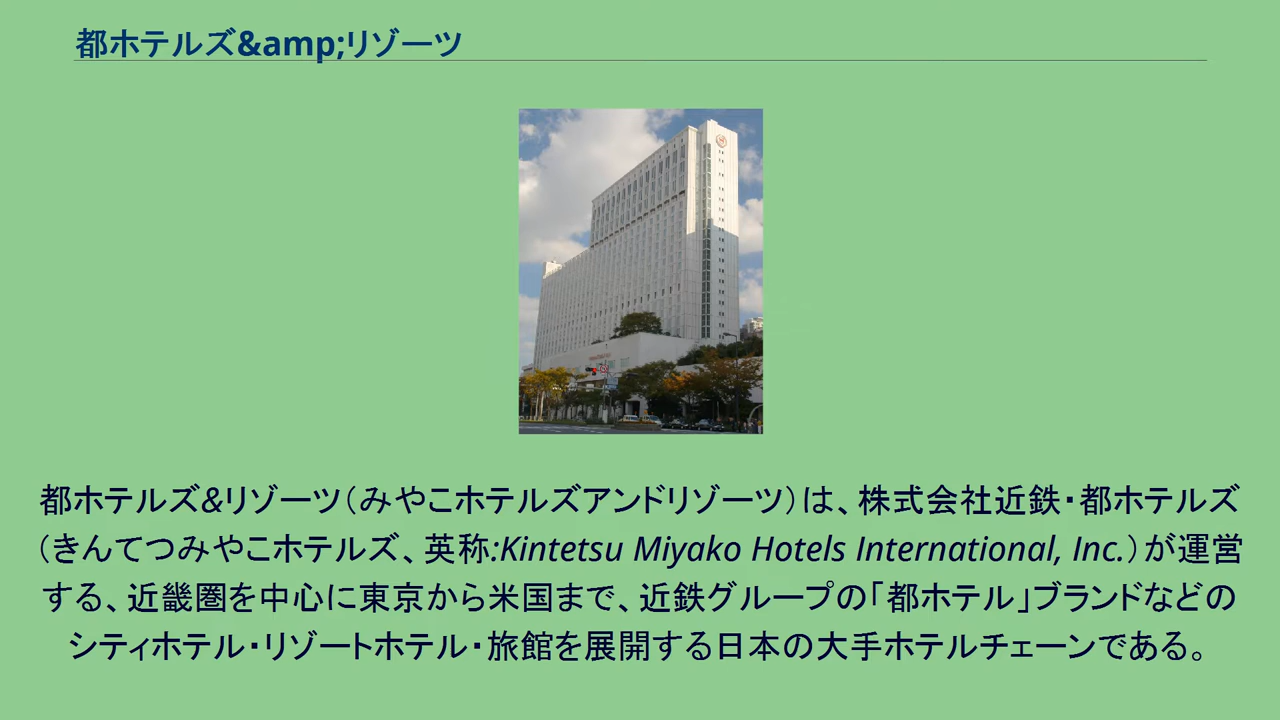 都ホテルズ&amp;リゾーツ
都ホテルズ&リゾーツ（みやこホテルズアンドリゾーツ）は、株式会社近鉄・都ホテルズ
（きんてつみやこホテルズ、英称:Kintetsu Miyako Hotels International, Inc.）が運営
する、近畿圏を中心に東京から米国まで、近鉄グループの「都ホテル」ブランドなどの
シティホテル・リゾートホテル・旅館を展開する日本の大手ホテルチェーンである。